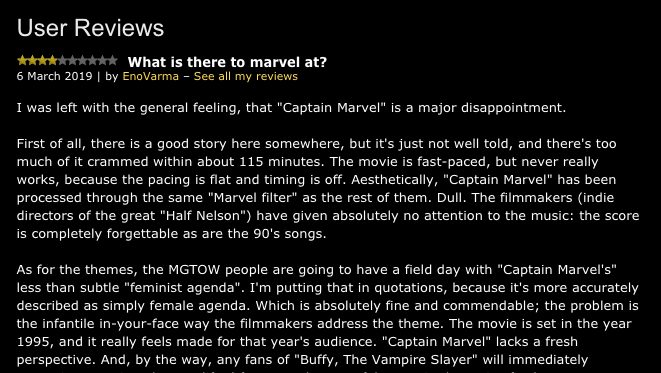 User Reviews
What is there to marvel at?
6 March 2019 | by EnoVarma – See all my reviews
I was left with the general feeling, that "Captain Marvel" is a major disappointment.
First of all, there is a good story here somewhere, but it's just not well told, and there's too
much of it crammed within about 115 minutes. The movie is fast-paced, but never really
works, because the pacing is flat and timing is off. Aesthetically, "Captain Marvel" has been
processed through the same "Marvel filter" as the rest of them. Dull. The filmmakers (indie
directors of the great "Half Nelson") have given absolutely no attention to the music: the score
is completely forgettable as are the 90's songs.
As for the themes, the MGTOW people are going to have a field day with "Captain Marvel's"
less than subtle "feminist agenda". I'm putting that in quotations, because it's more accurately
described as simply female agenda. Which is absolutely fine and commendable; the problem is
the infantile in-your-face way the filmmakers address the theme. The movie is set in the year
1995, and it really feels made for that year's audience. "Captain Marvel" lacks a fresh
perspective. And, by the way, any fans of "Buffy, The Vampire Slayer" will immediately